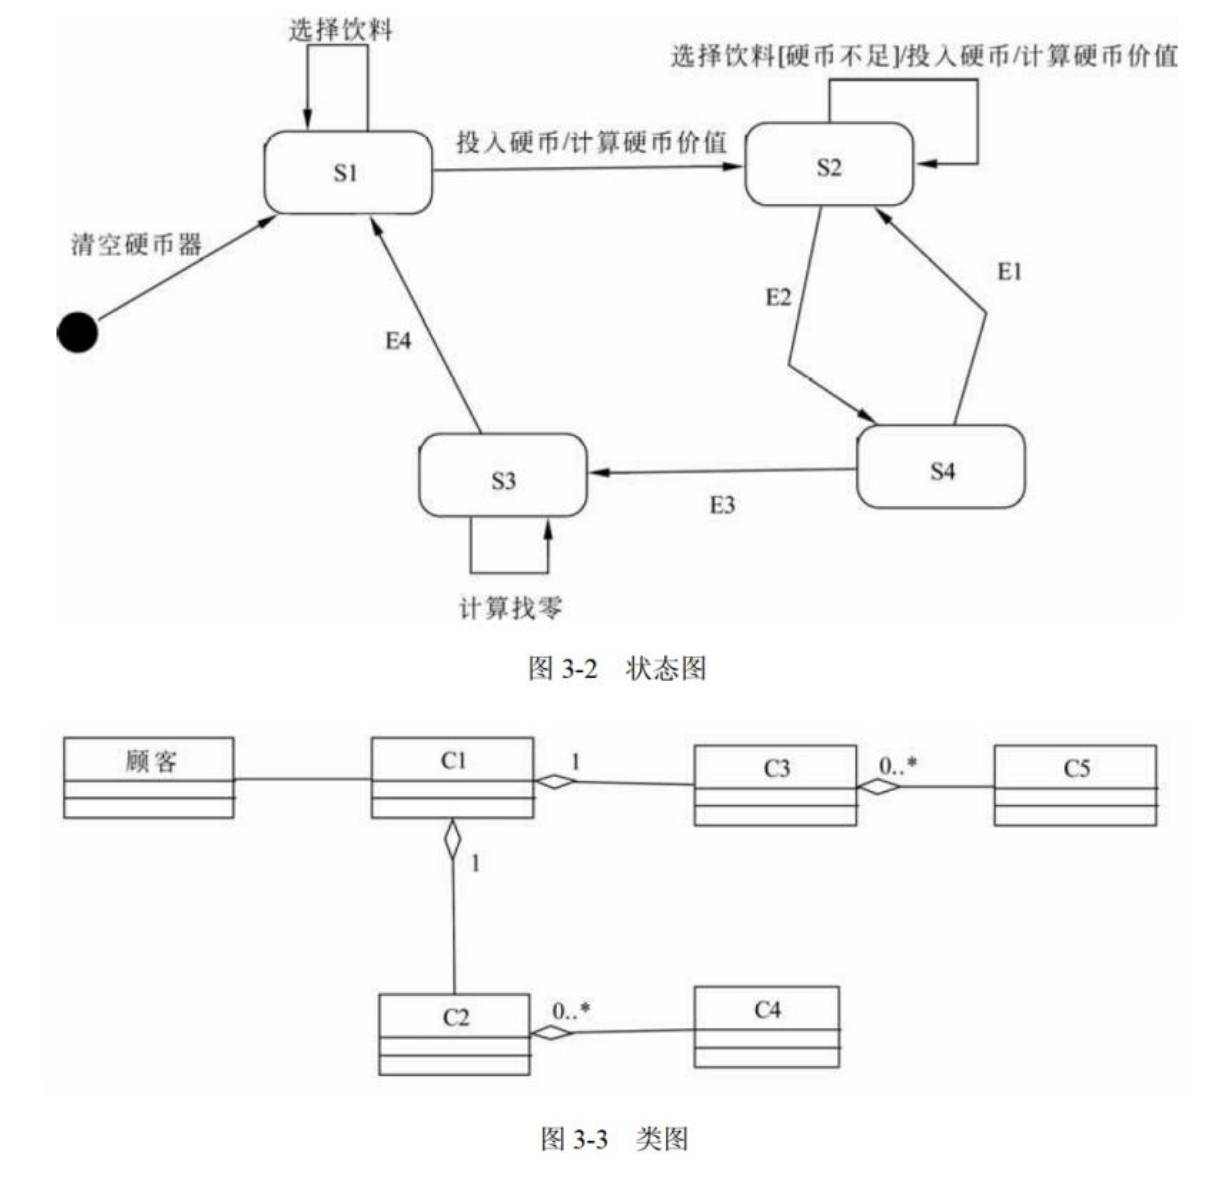 选择饮料
选择饮料[硬币不足]/投入硬币/计算硬币价值
投入硬币/计算硬币价值
S1
S2
清空硬币器
E1
E2
E4
S3
S4
E3
计算找零
图 3-2 状态图
顾客
C1
1
C3
0..*
C5
1
C2
0..*
C4
图 3-3 类图